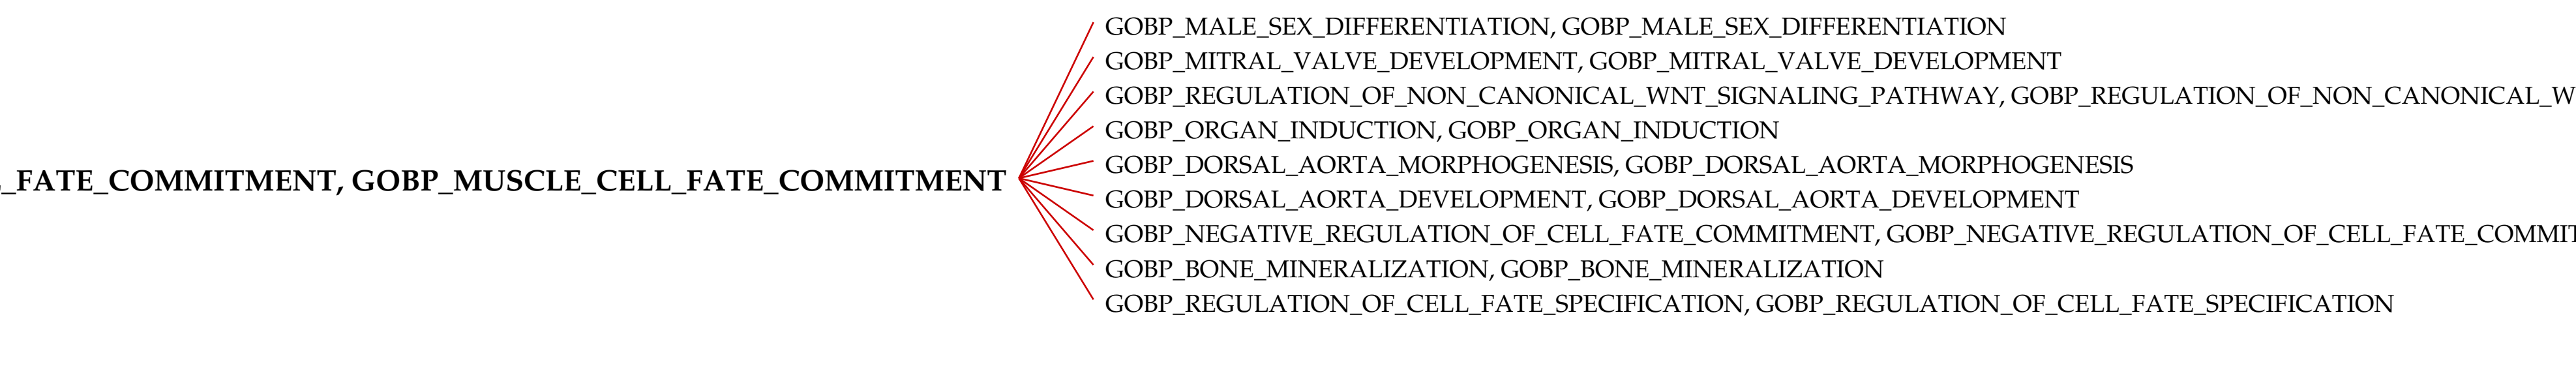 GOBP_MALE_SEX_DIFFERENTIATION, GOBP_MALE_SEX_DIFFERENTIATION
GOBP_MITRAL_VALVE_DEVELOPMENT, GOBP_MITRAL_VALVE_DEVELOPMENT
GOBP_REGULATION_OF_NON_CANONICAL_WNT_SIGNALING_PATHWAY, GOBP_REGULATION_OF_NON_CANONICAL_W
GOBP_ORGAN_INDUCTION, GOBP_ORGAN_INDUCTION
GOBP_DORSAL_AORTA_MORPHOGENESIS, GOBP_DORSAL_AORTA_MORPHOGENESIS
_FATE_COMMITMENT, GOBP_MUSCLE_CELL_FATE_COMMITMENT
GOBP_DORSAL_AORTA_DEVELOPMENT, GOBP_DORSAL_AORTA_DEVELOPMENT
GOBP_NEGATIVE_REGULATION_OF_CELL_FATE_COMMITMENT, GOBP_NEGATIVE_REGULATION_OF_CELL_FATE_COMMIT
GOBP_BONE_MINERALIZATION, GOBP_BONE_MINERALIZATION
GOBP_REGULATION_OF_CELL_FATE_SPECIFICATION, GOBP_REGULATION_OF_CELL_FATE_SPECIFICATION